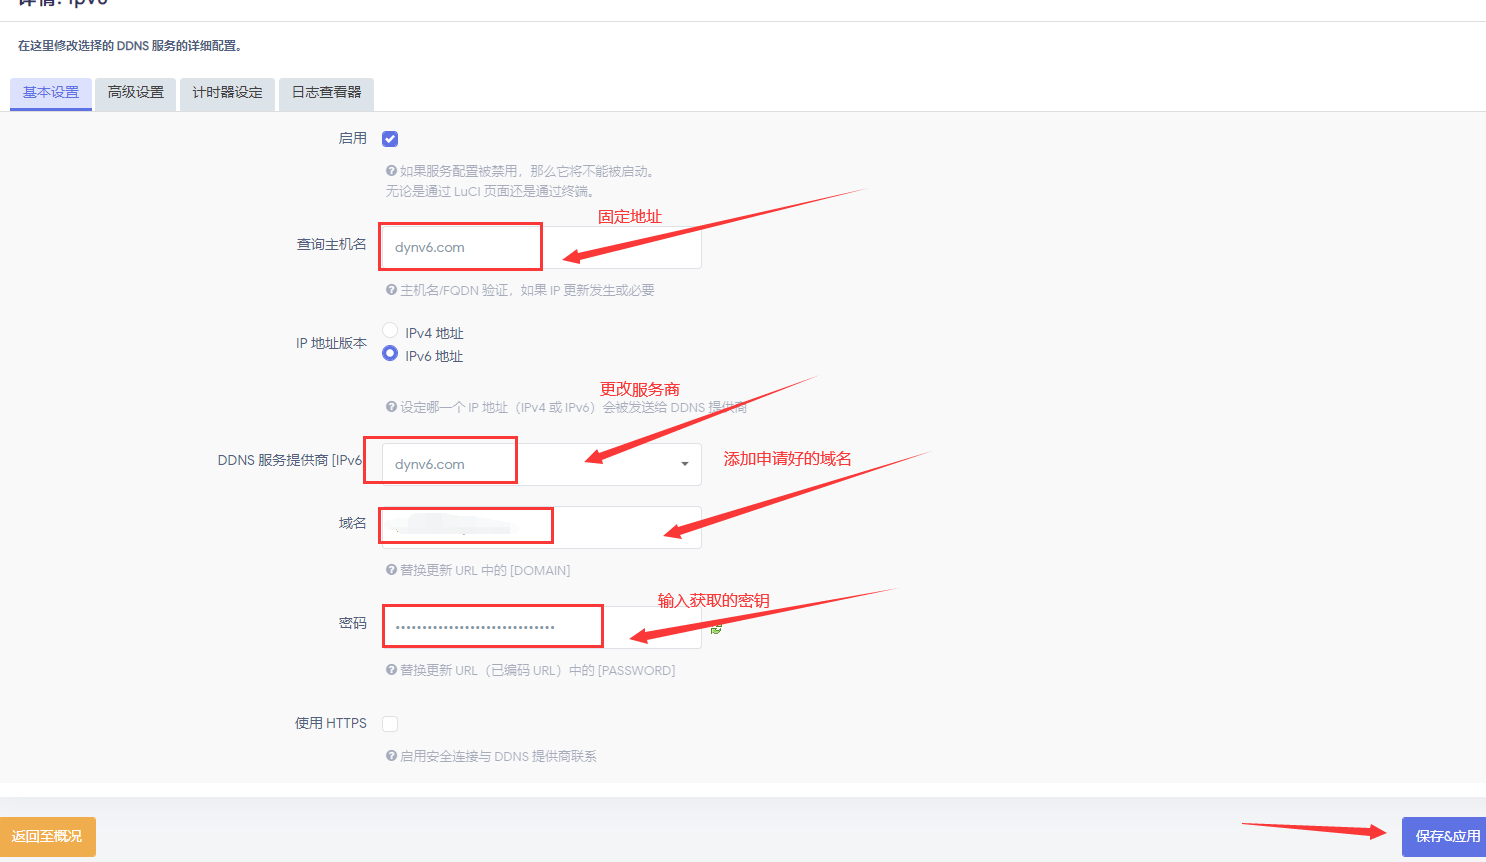 详情: ipv6
在这里修改选择的 DDNS 服务的详细配置。
基本设置 高级设置 计时器设定 日志查看器
启用
如果服务配置被禁用，那么它将不能被启动。
无论是通过 LuCI 页面还是通过终端。
固定地址
查询主机名 dynv6.com
主机名/FQDN 验证，如果 IP 更新发生或必要
IP 地址版本
IPv4 地址
IPv6 地址
更改服务商
设定哪一个 IP 地址（IPv4 或 IPv6）会被发送给 DDNS 提供商
DDNS 服务提供商 [IPv6 dynv6.com
添加申请好的域名
域名
替换更新 URL 中的 [DOMAIN]
输入获取的密钥
密码 ••••••••••••••••••••••••••••••
替换更新 URL（已编码 URL）中的 [PASSWORD]
使用 HTTPS
启用安全连接与 DDNS 提供商联系
返回至概况 保存&应用